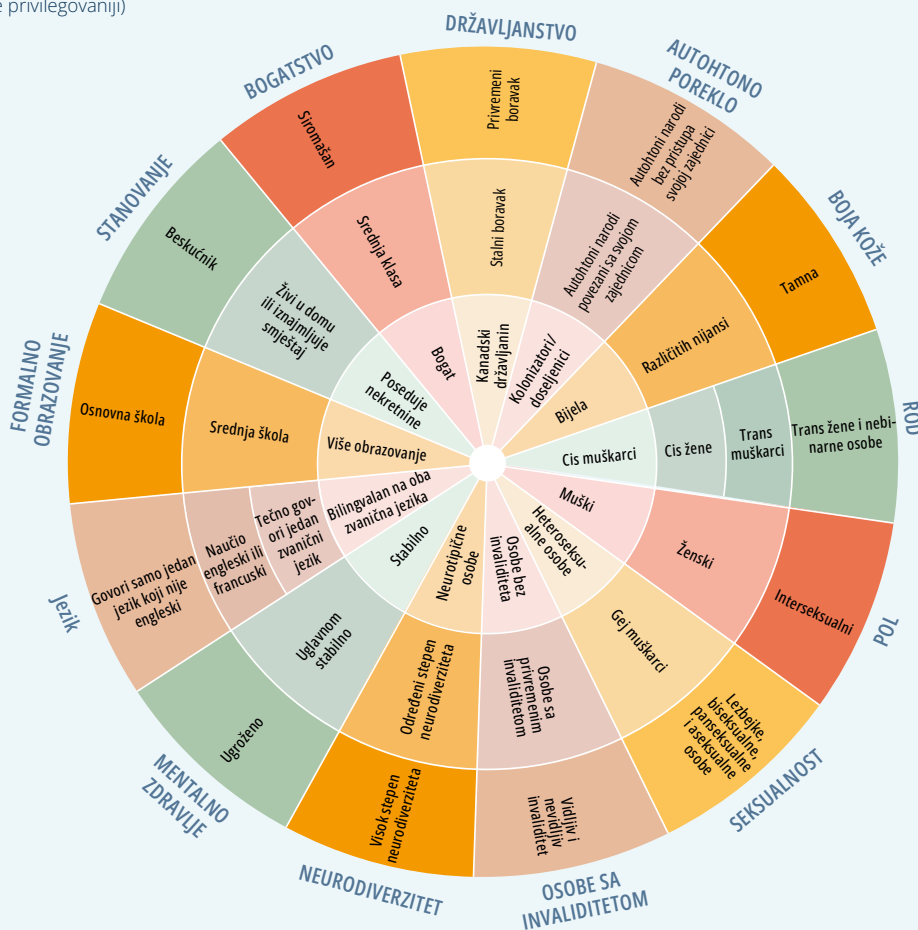 e privilegovaniji)
DRŽAVLJANSTVO
Privremeni
boravak
Stalni boravak
Kanadski
državljanin
AUTOHTONO
POREKLO
Autohtoni narodi
bez pristupa
svojoj zajednici
Autohtoni narodi
povezani sa svojom
zajednicom
Kolonizatori/
doseljenici
BOJA KOŽE
Tamna
Različitih nijansi
Bijela
ROD
Trans žene i nebi-
narne osobe
Trans
muškarci
Cis žene
Cis muškarci
POL
Interseksualni
Ženski
Muški
SEKSUALNOST
Lezbejke,
biseksualne,
panseksualne
i aseksualne
osobe
Gej muškarci
Heteroseksu-
alne osobe
OSOBE SA
INVALIDITETOM
Vidljiv i
nevidljiv
invaliditet
Osobe sa
privremenim
invaliditetom
Osobe bez
invaliditeta
NEURODIVERZITET
Visok stepen
neurodiverziteta
Određeni stepen
neurodiverziteta
Neurotipične
osobe
MENTALNO
ZDRAVLJE
Ugroženo
Uglavnom
stabilno
Stabilno
Jezik
Govori samo jedan
jezik koji nije
engleski
Naučio
engleski ili
francuski
Tečno gov-
ori jedan
zvanični
jezik
Bilingvalan na oba
zvanična jezika
FORMALNO
OBRAZOVANJE
Osnovna škola
Srednja škola
Više obrazovanje
STANOVANJE
Beskućnik
Živi u domu
ili iznajmljuje
smještaj
Poseduje
nekretnine
BOGATSTVO
Siromašan
Srednja klasa
Bogat